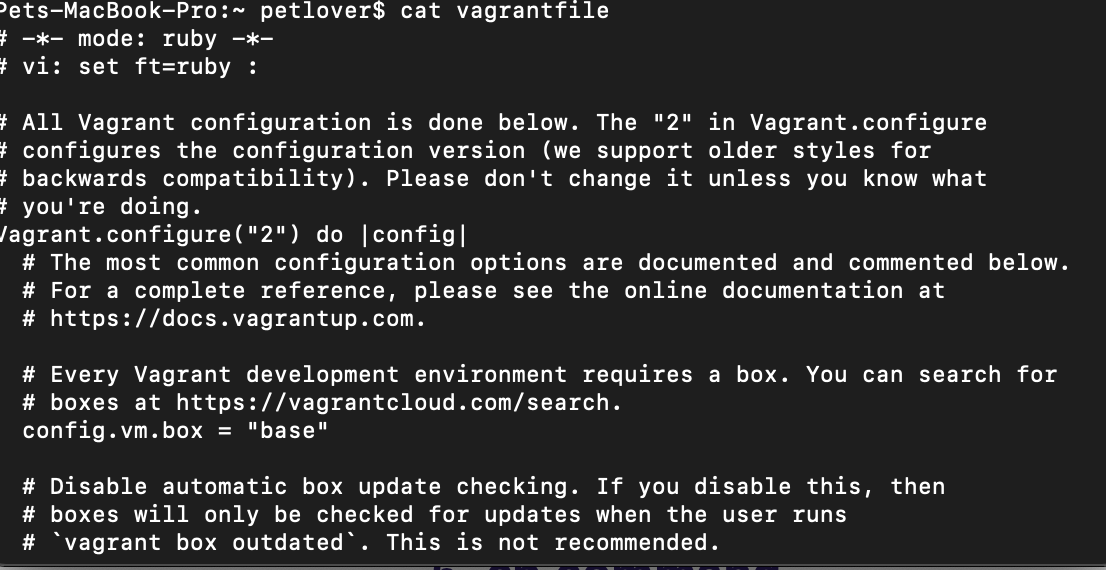 Pets-MacBook-Pro:~ petlover$ cat vagrantfile
# -*- mode: ruby -*-
# vi: set ft=ruby :
# All Vagrant configuration is done below. The "2" in Vagrant.configure
# configures the configuration version (we support older styles for
# backwards compatibility). Please don't change it unless you know what
# you're doing.
Vagrant.configure("2") do |config|
# The most common configuration options are documented and commented below.
# For a complete reference, please see the online documentation at
# https://docs.vagrantup.com.
# Every Vagrant development environment requires a box. You can search for
# boxes at https://vagrantcloud.com/search.
config.vm.box = "base"
# Disable automatic box update checking. If you disable this, then
# boxes will only be checked for updates when the user runs
# `vagrant box outdated`. This is not recommended.